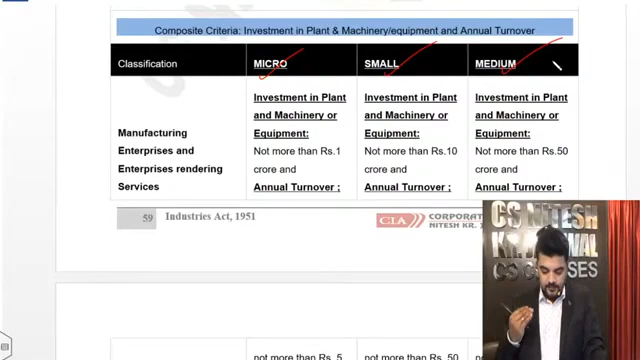 Composite Criteria: Investment in Plant & Machinery/equipment and Annual Turnover
Classification MICRO SMALL MEDIUM
Manufacturing Enterprises and Enterprises rendering Services
Investment in Plant and Machinery or Equipment:
Not more than Rs.1 crore and
Annual Turnover ;
Investment in Plant and Machinery or Equipment:
Not more than Rs.10 crore and
Annual Turnover ;
Investment in Plant and Machinery or Equipment:
Not more than Rs.50 crore and
Annual Turnover ;
59 Industries Act, 1951
CLA CORPORAT
NITESH KR. J
CS NITESH
KR.
CS
not more than Rs. 5
not more than Rs. 50